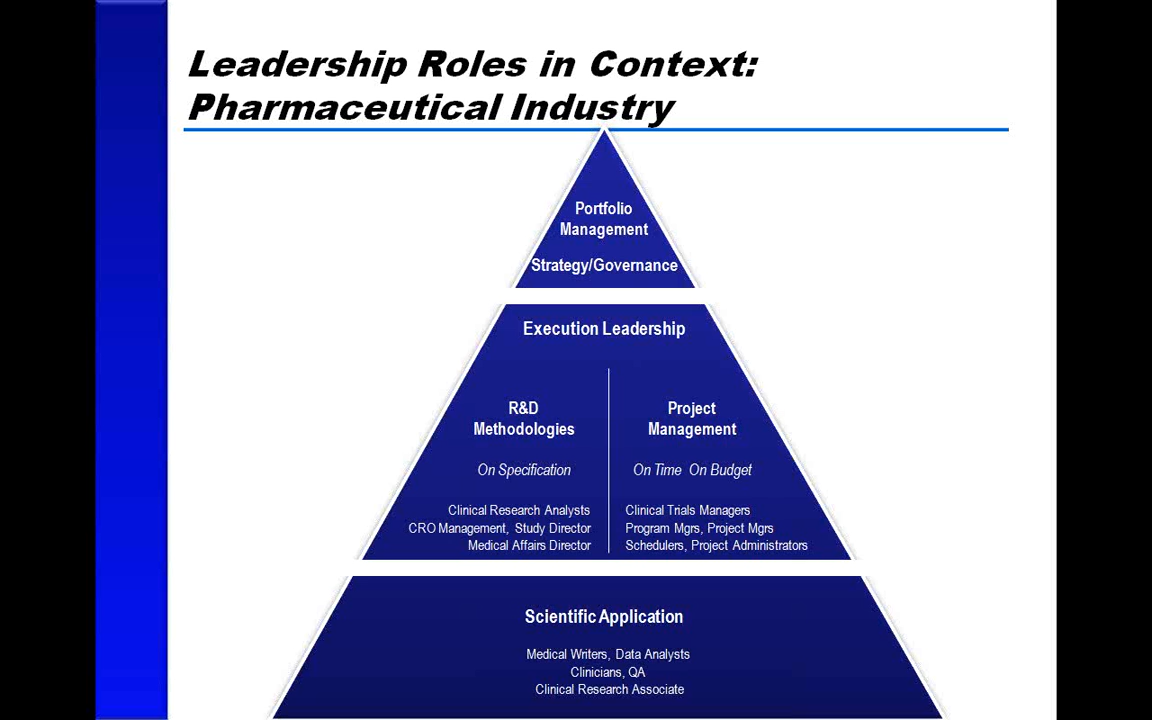 Leadership Roles in Context:
Pharmaceutical Industry
Portfolio
Management
Strategy/Governance
Execution Leadership
R&D
Methodologies
On Specification
Clinical Research Analysts
CRO Management, Study Director
Medical Affairs Director
Project
Management
On Time On Budget
Clinical Trials Managers
Program Mgrs, Project Mgrs
Schedulers, Project Administrators
Scientific Application
Medical Writers, Data Analysts
Clinicians, QA
Clinical Research Associate